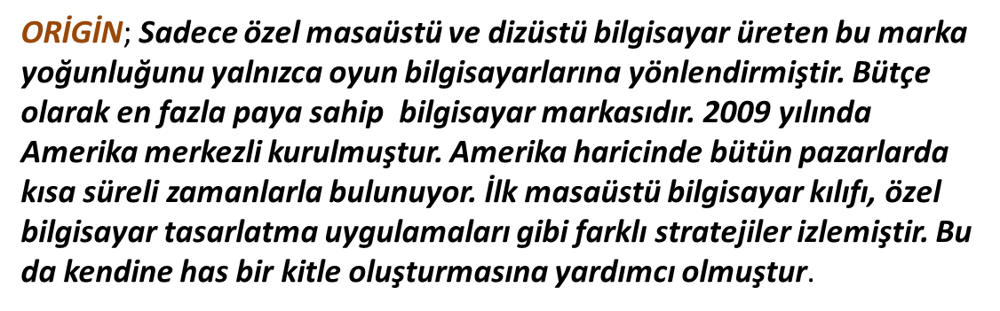 ORİGİN; Sadece özel masaüstü ve dizüstü bilgisayar üreten bu marka
yoğunluğunu yalnızca oyun bilgisayarlarına yönlendirmiştir. Bütçe
olarak en fazla paya sahip  bilgisayar markasıdır. 2009 yılında
Amerika merkezli kurulmuştur. Amerika haricinde bütün pazarlarda
kısa süreli zamanlarla bulunuyor. İlk masaüstü bilgisayar kılıfı, özel
bilgisayar tasarlatma uygulamaları gibi farklı stratejiler izlemiştir. Bu
da kendine has bir kitle oluşturmasına yardımcı olmuştur.